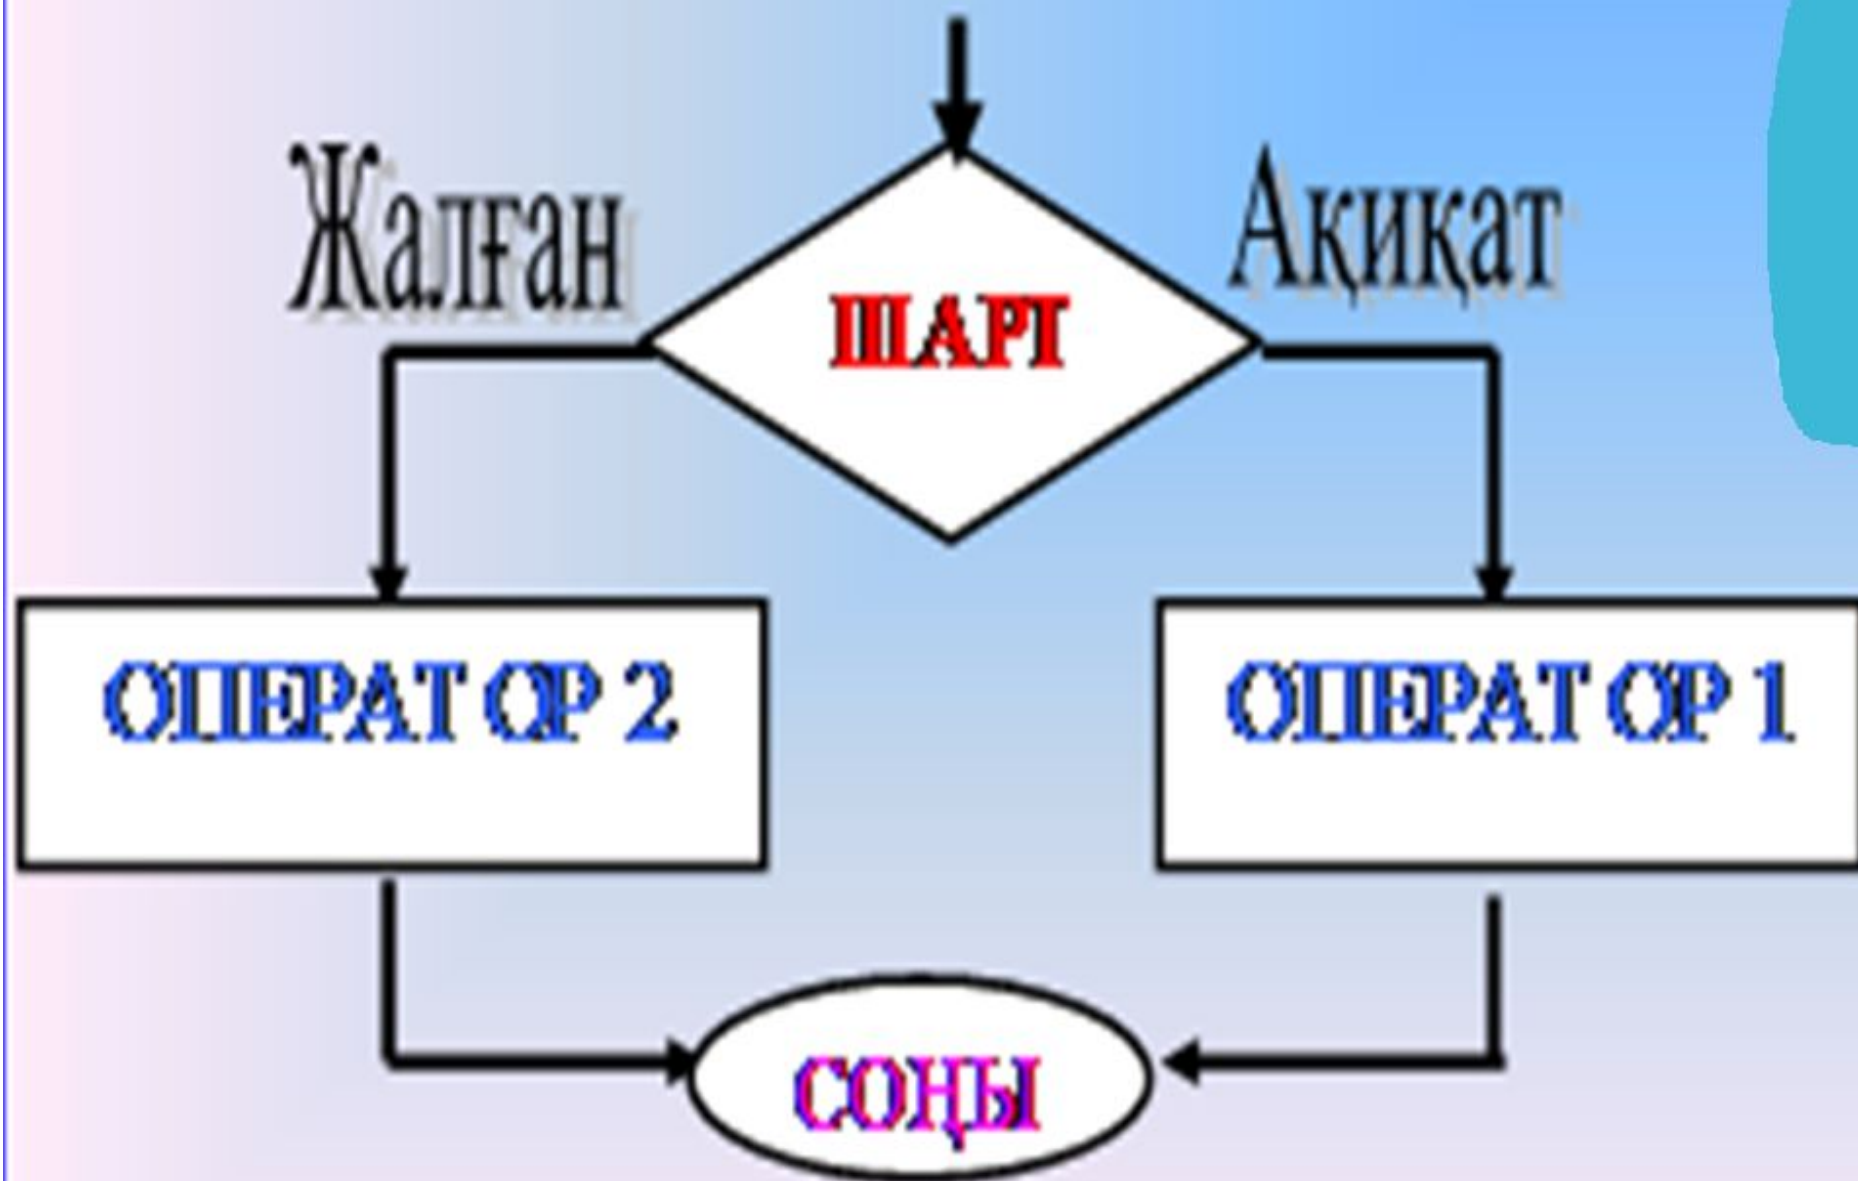 Жалған
Ақиқат
ШАРТ
ОПЕРАТОР 2
ОПЕРАТОР 1
СОҢЫ